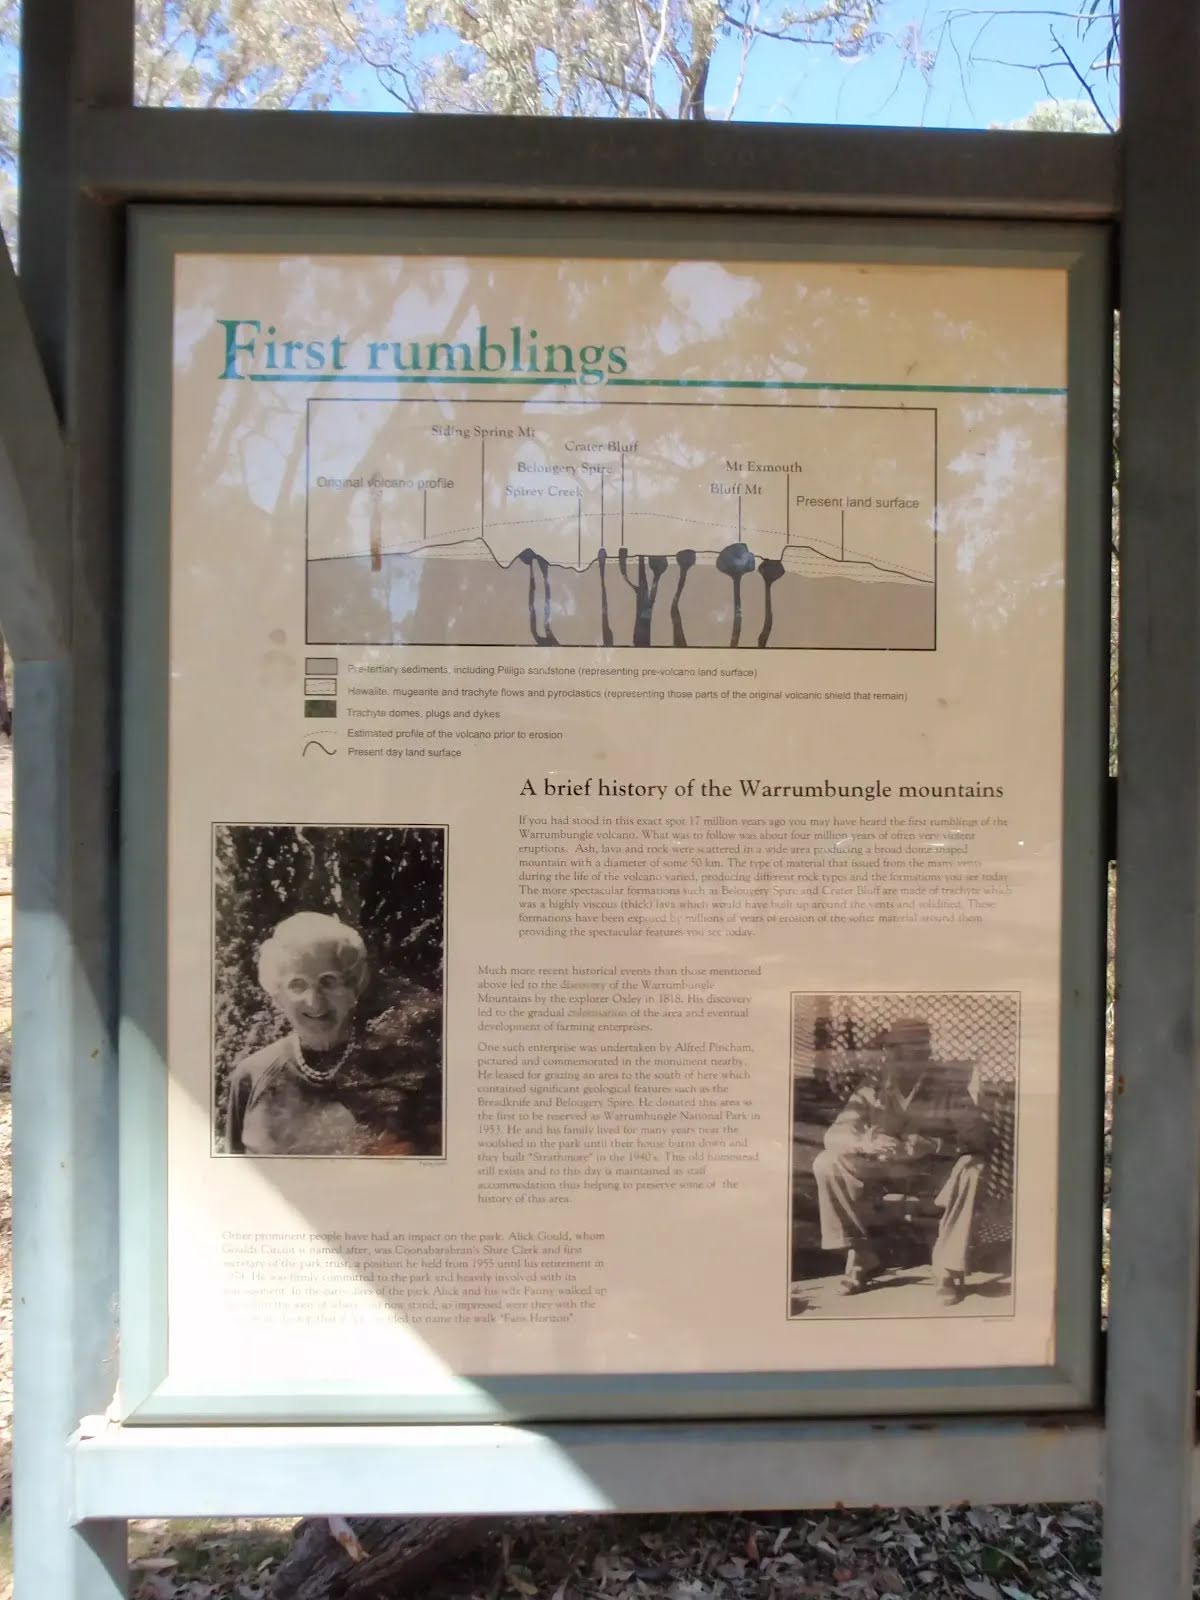 First rumblings
Siding Spring Mt
Crater Bluff
Belougery Spire
Mt Exmouth
Original volcano profile
Spirey Creek
Bluff Mt
Present land surface
Pre-tertiary sediments, including Pilliga sandstone (representing pre-volcano land surface)
Hawaiite, mugearite and trachyte flows and pyroclastics (representing those parts of the original volcanic shield that remain)
Trachyte domes, plugs and dykes
Estimated profile of the volcano prior to erosion
Present day land surface
A brief history of the Warrumbungle mountains
If you had stood in this exact spot 17 million years ago you may have heard the first rumblings of the
Warrumbungle volcano. What was to follow was about four million years of often very violent
eruptions. Ash, lava and rock were scattered in a wide area producing a broad dome shaped
mountain with a diameter of some 50 km. The type of material that issued from the many vents
during the life of the volcano varied, producing different rock types and the formations you see today.
The more spectacular formations such as Belougery Spire and Crater Bluff are made of trachyte which
was a highly viscous (thick) lava which would have built up around the vents and solidified. These
formations have been exposed by millions of years of erosion of the softer material around them
providing the spectacular features you see today.
Much more recent historical events than those mentioned
above led to the discovery of the Warrumbungle
Mountains by the explorer Oxley in 1818. His discovery
led to the gradual colonisation of the area and eventual
development of farming enterprises.
One such enterprise was undertaken by Alfred Pincham,
pictured and commemorated in the monument nearby.
He leased for grazing an area to the south of here which
contained significant geological features such as the
Breadknife and Belougery Spire. He donated this area as
the first to be reserved as Warrumbungle National Park in
1953. He and his family lived for many years near the
woolshed in the park until their house burnt down and
they built "Strathmore" in the 1940's. This old homestead
still exists and to this day is maintained as staff
accommodation thus helping to preserve some of the
history of this area.
Other prominent people have had an impact on the park. Alick Gould, whom
Goulds Circuit is named after, was Coonabarabran's Shire Clerk and first
secretary of the park trust, a position he held from 1955 until his retirement in
He was firmly committed to the park and heavily involved with its
management. In the early days of the park Alick and his wife Fanny walked up
the area of where you now stand, so impressed were they with the
that to name the walk "Fans Horizon".